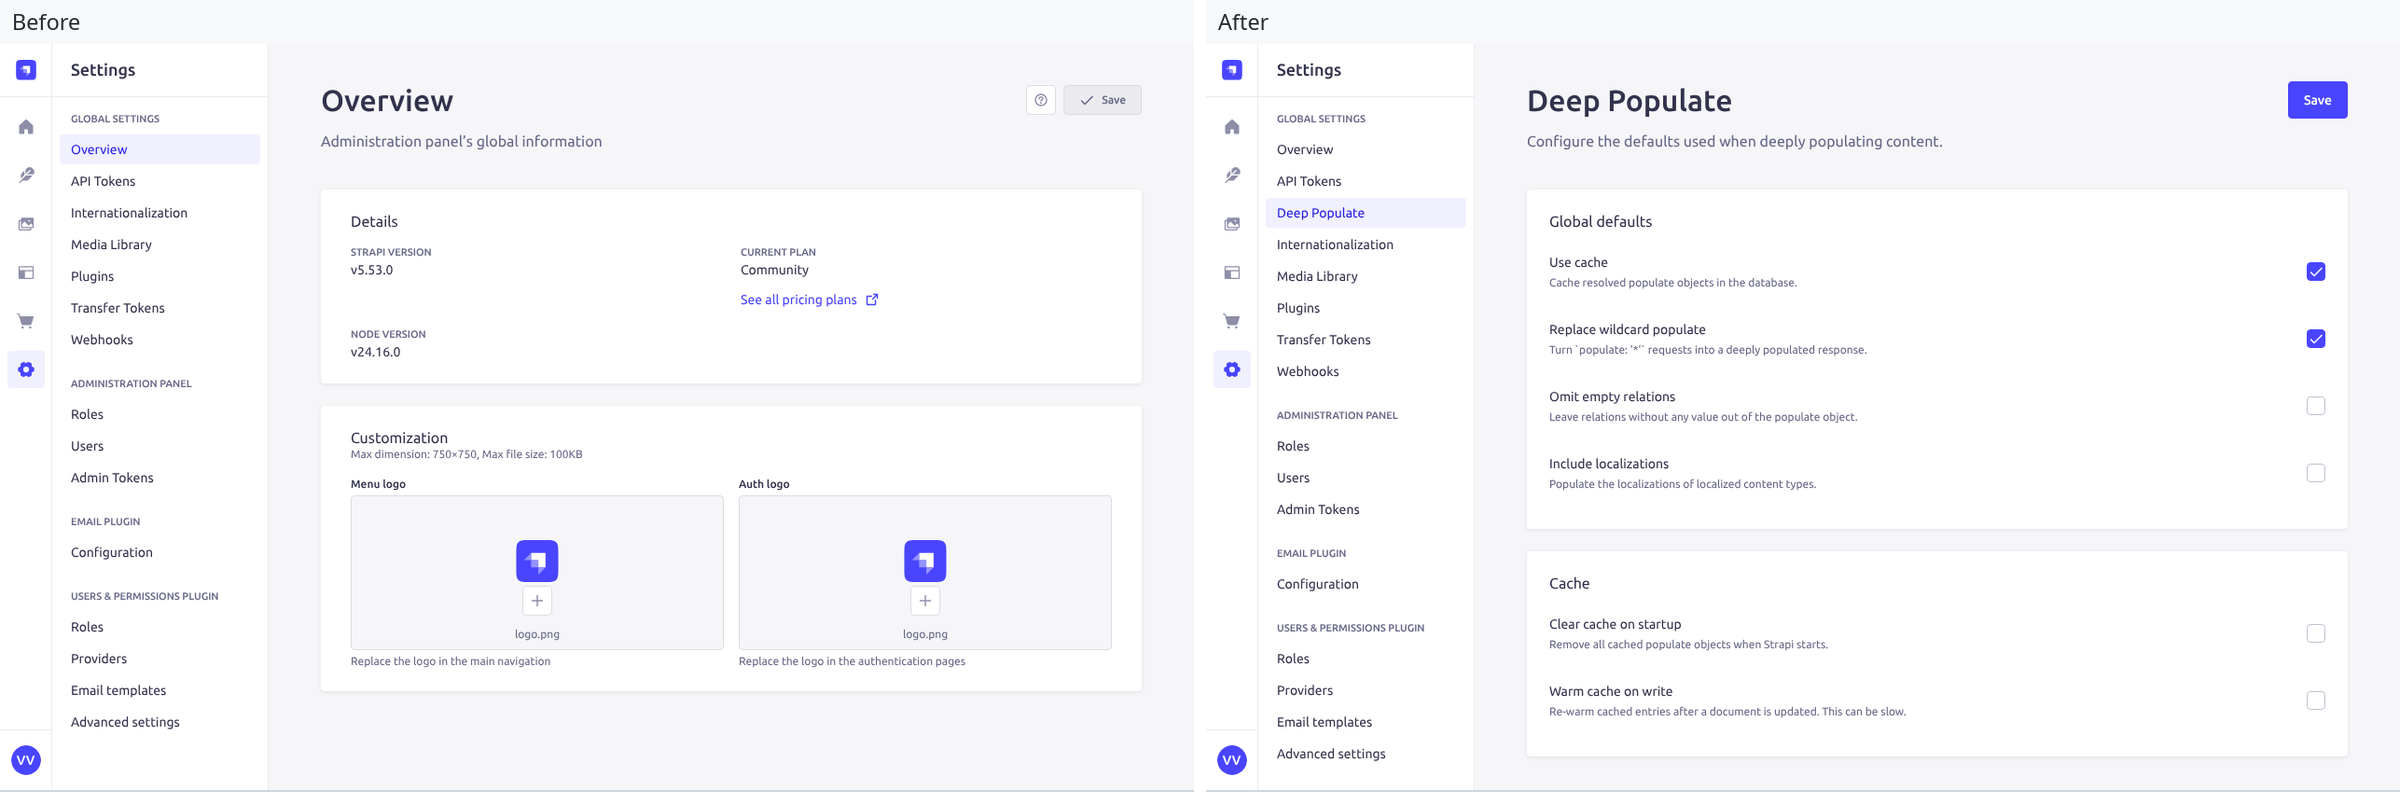 Before
Settings
GLOBAL SETTINGS
Overview
API Tokens
Internationalization
Media Library
Plugins
Transfer Tokens
Webhooks
ADMINISTRATION PANEL
Roles
Users
Admin Tokens
EMAIL PLUGIN
Configuration
USERS & PERMISSIONS PLUGIN
Roles
Providers
Email templates
Advanced settings
VV
Overview
Save
Administration panel’s global information
Details
STRAPI VERSION
v5.53.0
CURRENT PLAN
Community
See all pricing plans
NODE VERSION
v24.16.0
Customization
Max dimension: 750×750, Max file size: 100KB
Menu logo
logo.png
Replace the logo in the main navigation
Auth logo
logo.png
Replace the logo in the authentication pages
After
Settings
GLOBAL SETTINGS
Overview
API Tokens
Deep Populate
Internationalization
Media Library
Plugins
Transfer Tokens
Webhooks
ADMINISTRATION PANEL
Roles
Users
Admin Tokens
EMAIL PLUGIN
Configuration
USERS & PERMISSIONS PLUGIN
Roles
Providers
Email templates
Advanced settings
VV
Deep Populate
Save
Configure the defaults used when deeply populating content.
Global defaults
Use cache
Cache resolved populate objects in the database.
Replace wildcard populate
Turn `populate: '*'` requests into a deeply populated response.
Omit empty relations
Leave relations without any value out of the populate object.
Include localizations
Populate the localizations of localized content types.
Cache
Clear cache on startup
Remove all cached populate objects when Strapi starts.
Warm cache on write
Re-warm cached entries after a document is updated. This can be slow.